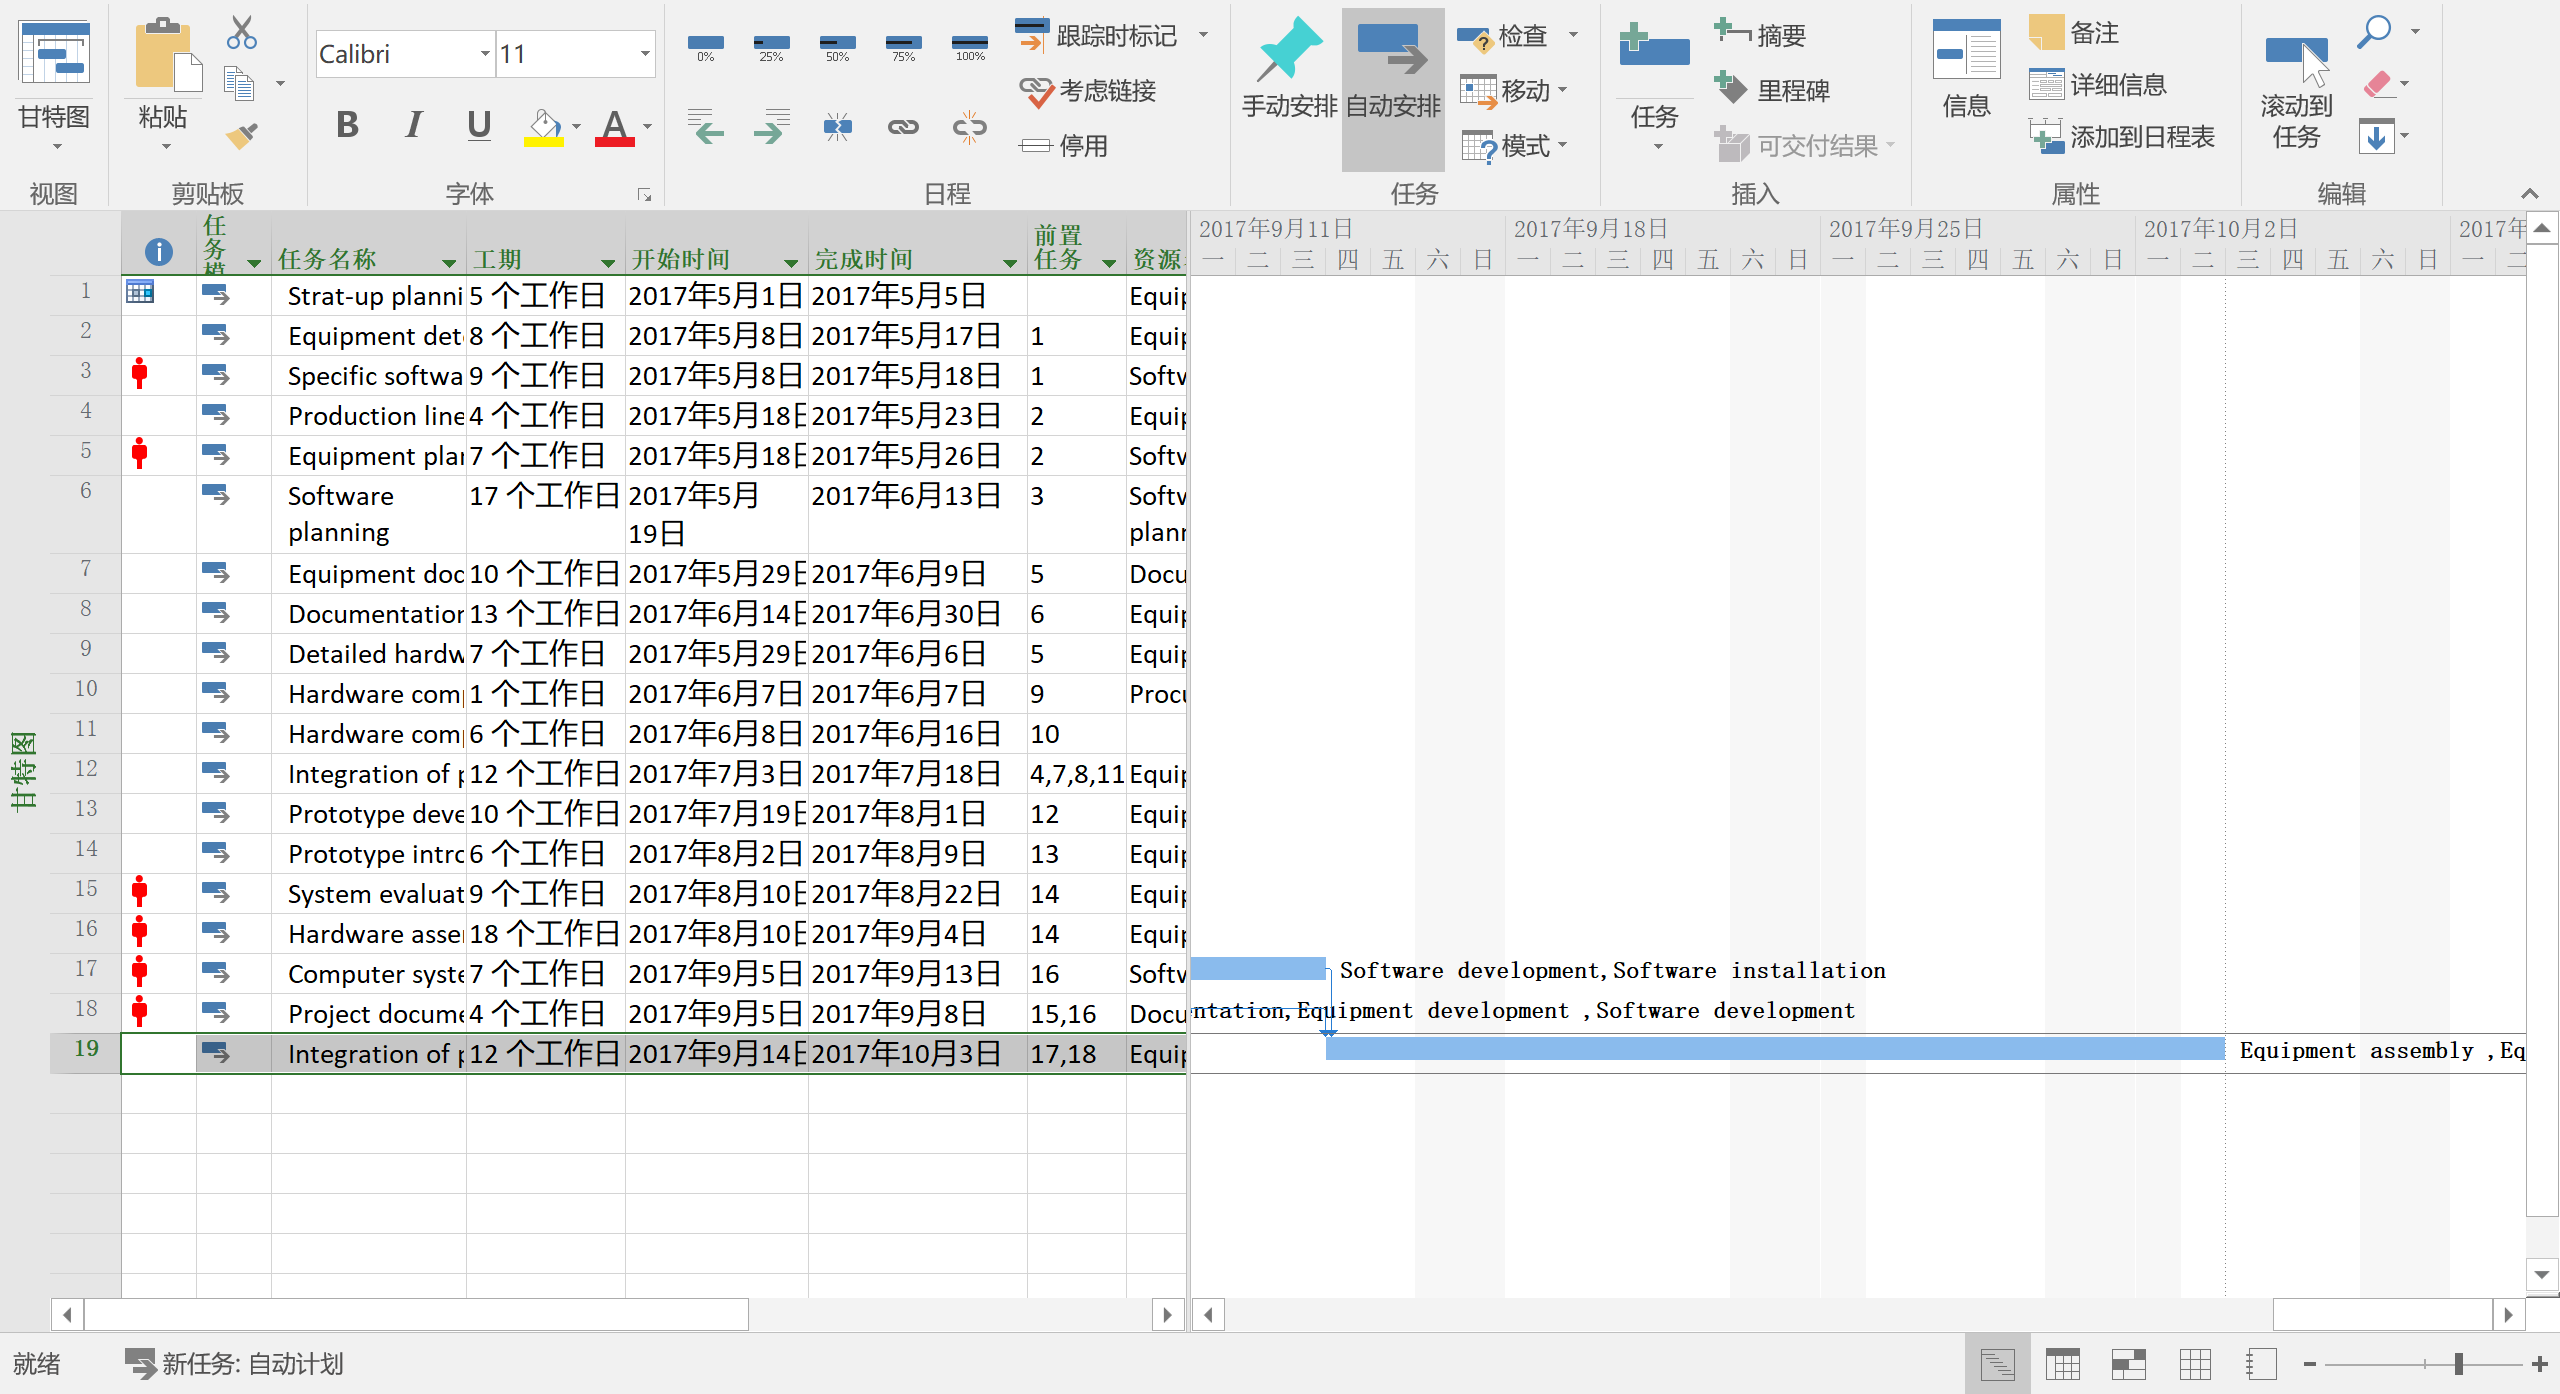 甘特图
视图
粘贴
剪贴板
Calibri
11
B I U A
字体
0% 25% 50% 75% 100%
跟踪时标记
考虑链接
停用
日程
手动安排
自动安排
检查
移动
模式
任务
任务
摘要
里程碑
可交付结果
插入
信息
备注
详细信息
添加到日程表
属性
滚动到
任务
编辑
甘特图
任务模 任务名称 工期 开始时间 完成时间 前置任务 资源
1 Strat-up planni 5 个工作日 2017年5月1日 2017年5月5日 Equip
2 Equipment det 8 个工作日 2017年5月8日 2017年5月17日 1 Equip
3 Specific softwa 9 个工作日 2017年5月8日 2017年5月18日 1 Softw
4 Production line 4 个工作日 2017年5月18日 2017年5月23日 2 Equip
5 Equipment plan 7 个工作日 2017年5月18日 2017年5月26日 2 Softw
6 Software planning 17 个工作日 2017年5月19日 2017年6月13日 3 Softw plann
7 Equipment doc 10 个工作日 2017年5月29日 2017年6月9日 5 Docu
8 Documentation 13 个工作日 2017年6月14日 2017年6月30日 6 Equip
9 Detailed hardw 7 个工作日 2017年5月29日 2017年6月6日 5 Equip
10 Hardware com 1 个工作日 2017年6月7日 2017年6月7日 9 Procu
11 Hardware com 6 个工作日 2017年6月8日 2017年6月16日 10
12 Integration of p 12 个工作日 2017年7月3日 2017年7月18日 4,7,8,11 Equip
13 Prototype deve 10 个工作日 2017年7月19日 2017年8月1日 12 Equip
14 Prototype intro 6 个工作日 2017年8月2日 2017年8月9日 13 Equip
15 System evaluat 9 个工作日 2017年8月10日 2017年8月22日 14 Equip
16 Hardware asse 18 个工作日 2017年8月10日 2017年9月4日 14 Equip
17 Computer syste 7 个工作日 2017年9月5日 2017年9月13日 16 Softw
18 Project docume 4 个工作日 2017年9月5日 2017年9月8日 15,16 Docu
19 Integration of p 12 个工作日 2017年9月14日 2017年10月3日 17,18 Equip
2017年9月11日 2017年9月18日 2017年9月25日 2017年10月2日 2017年
一 二 三 四 五 六 日 一 二 三 四 五 六 日 一 二 三 四 五 六 日 一 二 三 四 五 六 日 一 二
Software development,Software installation
ntation,Equipment development ,Software development
Equipment assembly ,Eq
就绪
新任务: 自动计划